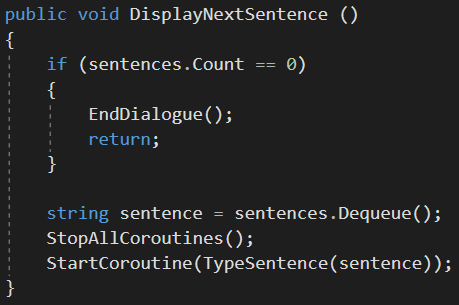 public void DisplayNextSentence ()
{
    if (sentences.Count == 0)
    {
        EndDialogue();
        return;
    }

    string sentence = sentences.Dequeue();
    StopAllCoroutines();
    StartCoroutine(TypeSentence(sentence));
}